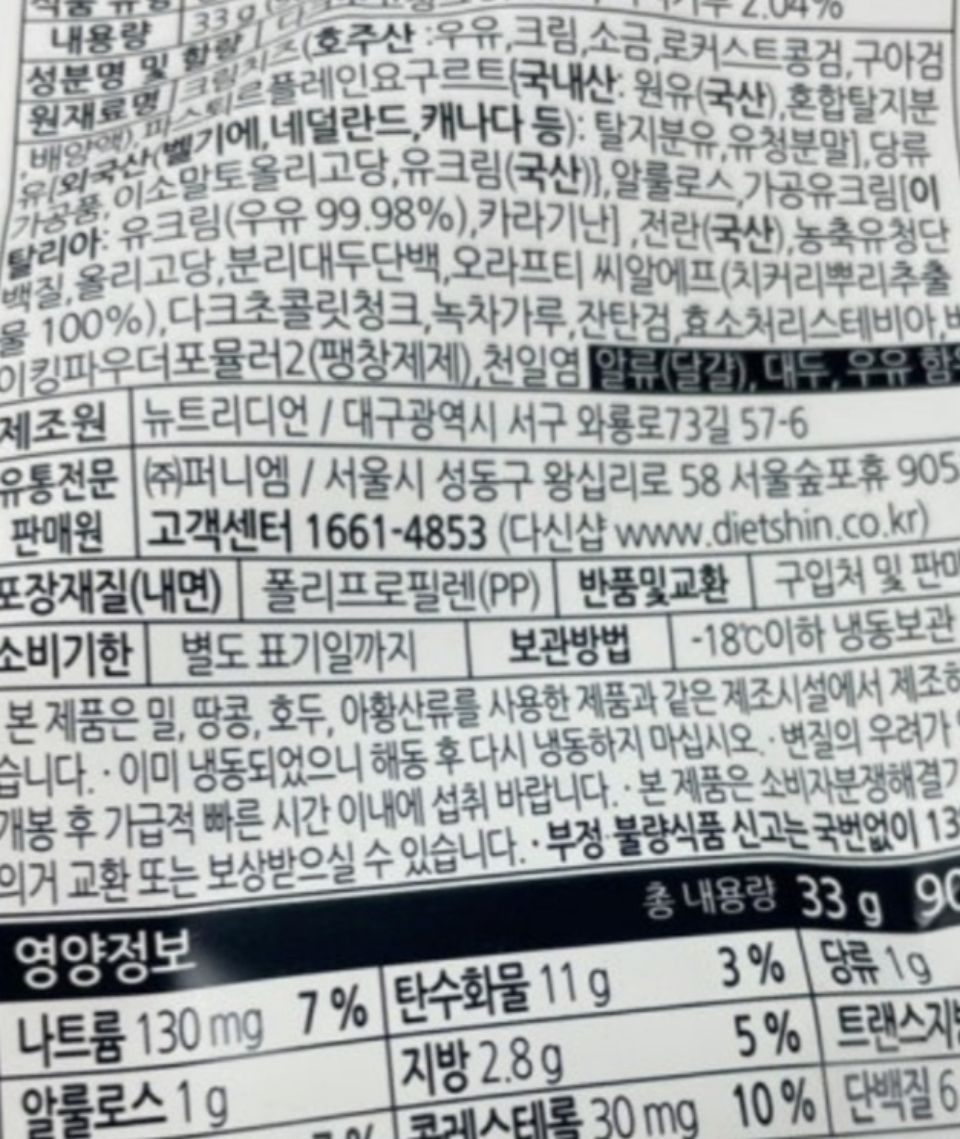 내용량 33 g
2.04%
성분명 및 함량
원재료명 크림치즈(호주산 :우유,크림,소금,로커스트콩검,구아검
,배양액), 파스퇴르플레인요구르트{국내산: 원유(국산),혼합탈지분
유[외국산(벨기에,네덜란드,캐나다 등): 탈지분유,유청분말],당류
가공품, 이소말토올리고당,유크림(국산)},알룰로스,가공유크림[이
탈리아: 유크림(우유 99.98%),카라기난] ,전란(국산),농축유청단
백질,올리고당,분리대두단백,오라프티 씨알에프(치커리뿌리추출
물 100%),다크초콜릿청크,녹차가루,잔탄검,효소처리스테비아,
이킹파우더포뮬러2(팽창제제),천일염 알류(달걀), 대두, 우유 함
제조원 뉴트리디언 / 대구광역시 서구 와룡로73길 57-6
유통전문 ㈜퍼니엠 / 서울시 성동구 왕십리로 58 서울숲포휴 905
판매원 고객센터 1661-4853 (다신샵 www.dietshin.co.kr)
포장재질(내면) 폴리프로필렌(PP) 반품및교환 구입처 및 판매
소비기한 별도 표기일까지 보관방법 -18℃이하 냉동보관
본 제품은 밀, 땅콩, 호두, 아황산류를 사용한 제품과 같은 제조시설에서 제조하
습니다. · 이미 냉동되었으니 해동 후 다시 냉동하지 마십시오. · 변질의 우려가
개봉 후 가급적 빠른 시간 이내에 섭취 바랍니다. · 본 제품은 소비자분쟁해결기
의거 교환 또는 보상받으실 수 있습니다. · 부정·불량식품 신고는 국번없이 13
영양정보 총 내용량 33 g 90
나트륨 130 mg 7 % 탄수화물 11 g 3 % 당류 1 g
알룰로스 1 g 지방 2.8 g 5 % 트랜스지방
콜레스테롤 30 mg 10 % 단백질 6